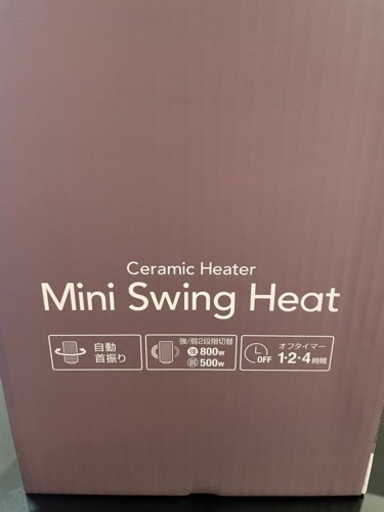 Ceramic Heater
Mini Swing Heat
自動
首振り
強/弱2段階切替
強 800W
弱 500W
OFF
オフタイマー
1・2・4時間